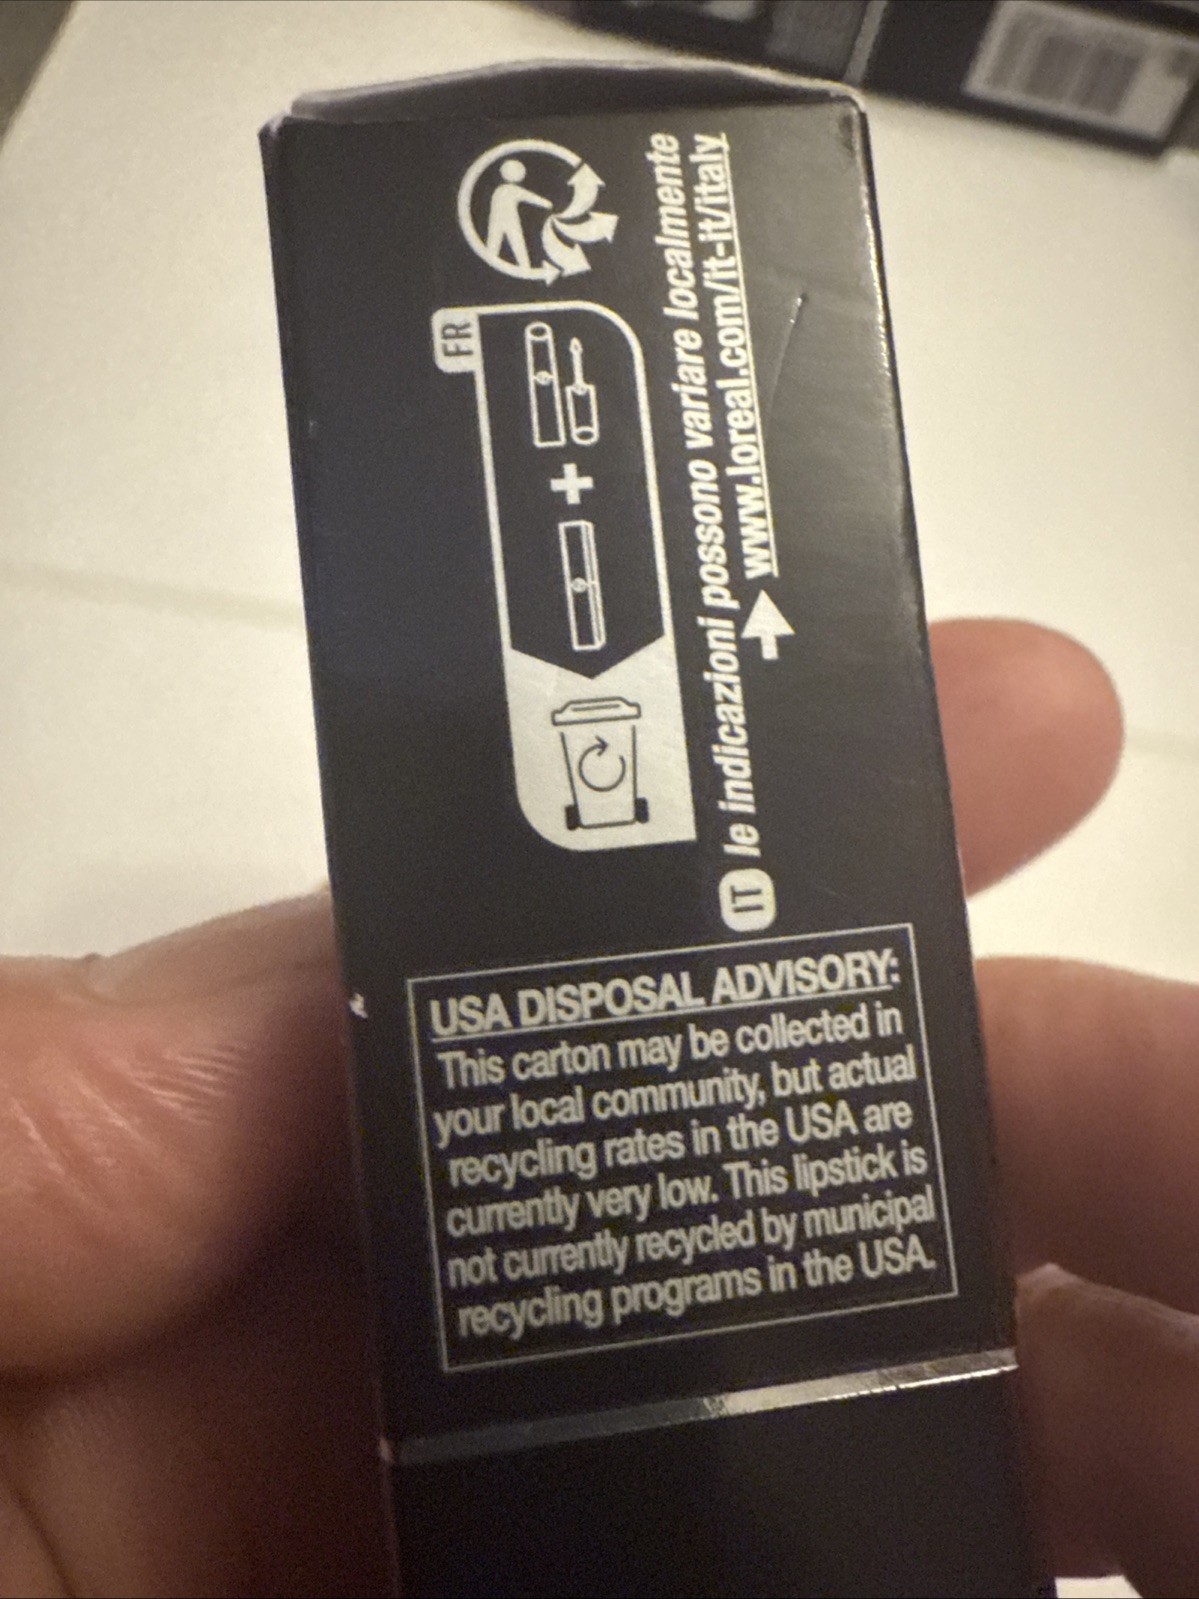 FR
IT le indicazioni possono variare localmente
www.loreal.com/it-it/italy
USA DISPOSAL ADVISORY:
This carton may be collected in
your local community, but actual
recycling rates in the USA are
currently very low. This lipstick is
not currently recycled by municipal
recycling programs in the USA.